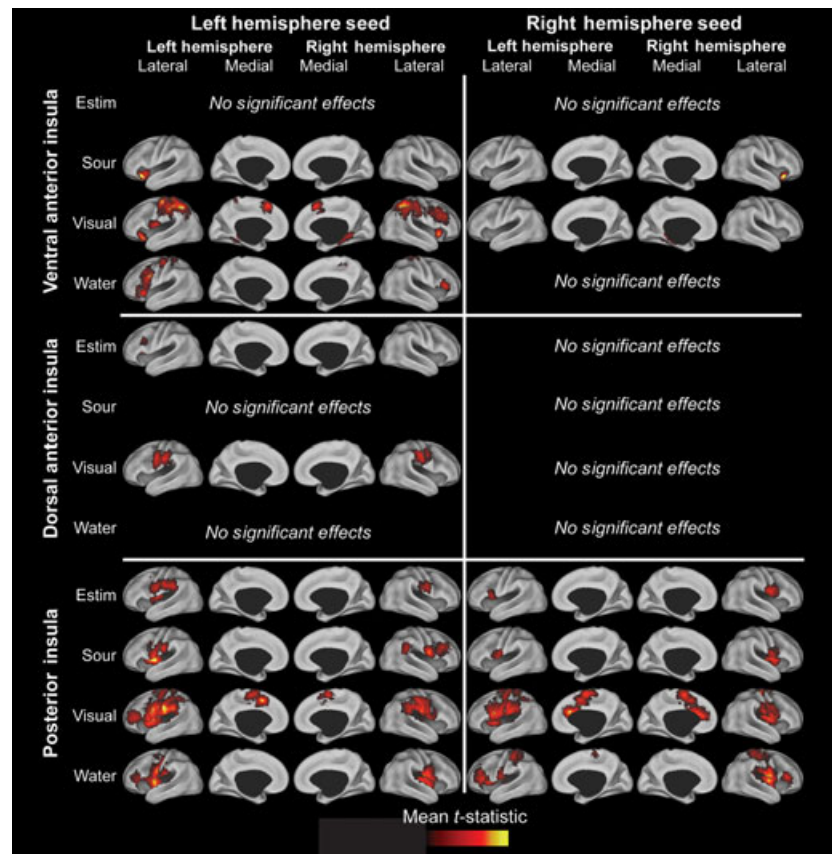 Left hemisphere seed Right hemisphere seed
Left hemisphere Right hemisphere Left hemisphere Right hemisphere
Lateral Medial Medial Lateral Lateral Medial Medial Lateral
Ventral anterior insula
Estim No significant effects No significant effects
Sour
Visual
Water No significant effects
Dorsal anterior insula
Estim No significant effects
Sour No significant effects No significant effects
Visual No significant effects
Water No significant effects No significant effects
Posterior insula
Estim
Sour
Visual
Water
Mean t-statistic